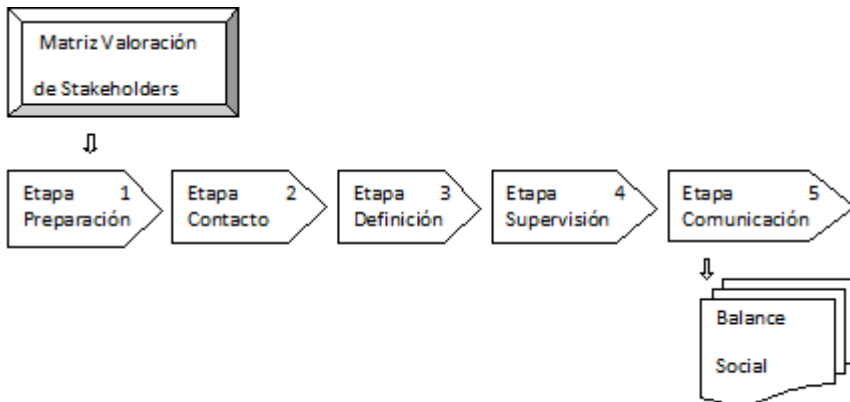 Matriz Valoración
de Stakeholders
Etapa 1
Preparación
Etapa 2
Contacto
Etapa 3
Definición
Etapa 4
Supervisión
Etapa 5
Comunicación
Balance
Social